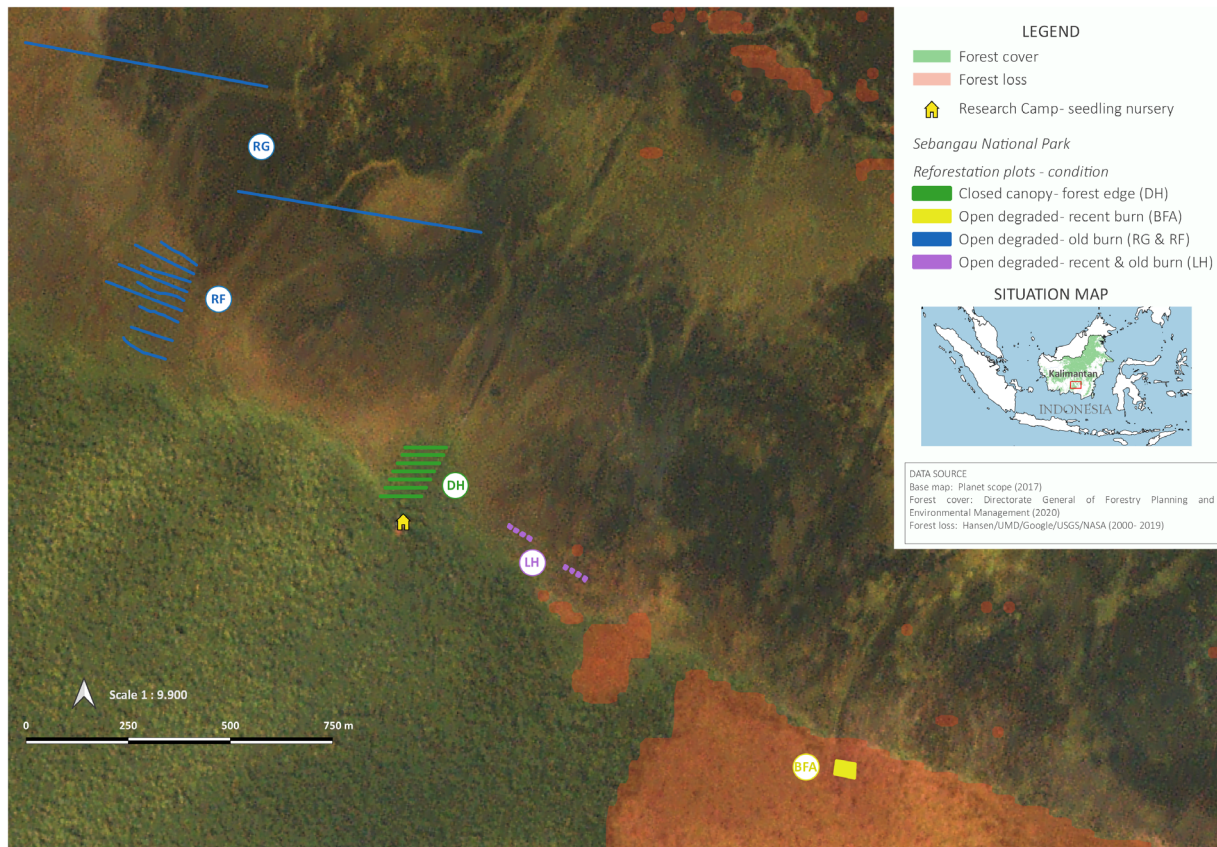 LEGEND
Forest cover
Forest loss
Research Camp- seedling nursery
Sebangau National Park
Reforestation plots - condition
Closed canopy- forest edge (DH)
Open degraded- recent burn (BFA)
Open degraded- old burn (RG & RF)
Open degraded- recent & old burn (LH)
SITUATION MAP
Kalimantan
INDONESIA
DATA SOURCE
Base map: Planet scope (2017)
Forest cover: Directorate General of Forestry Planning and
Environmental Management (2020)
Forest loss: Hansen/UMD/Google/USGS/NASA (2000- 2019)
RG
RF
DH
LH
BFA
Scale 1 : 9.900
0 250 500 750 m